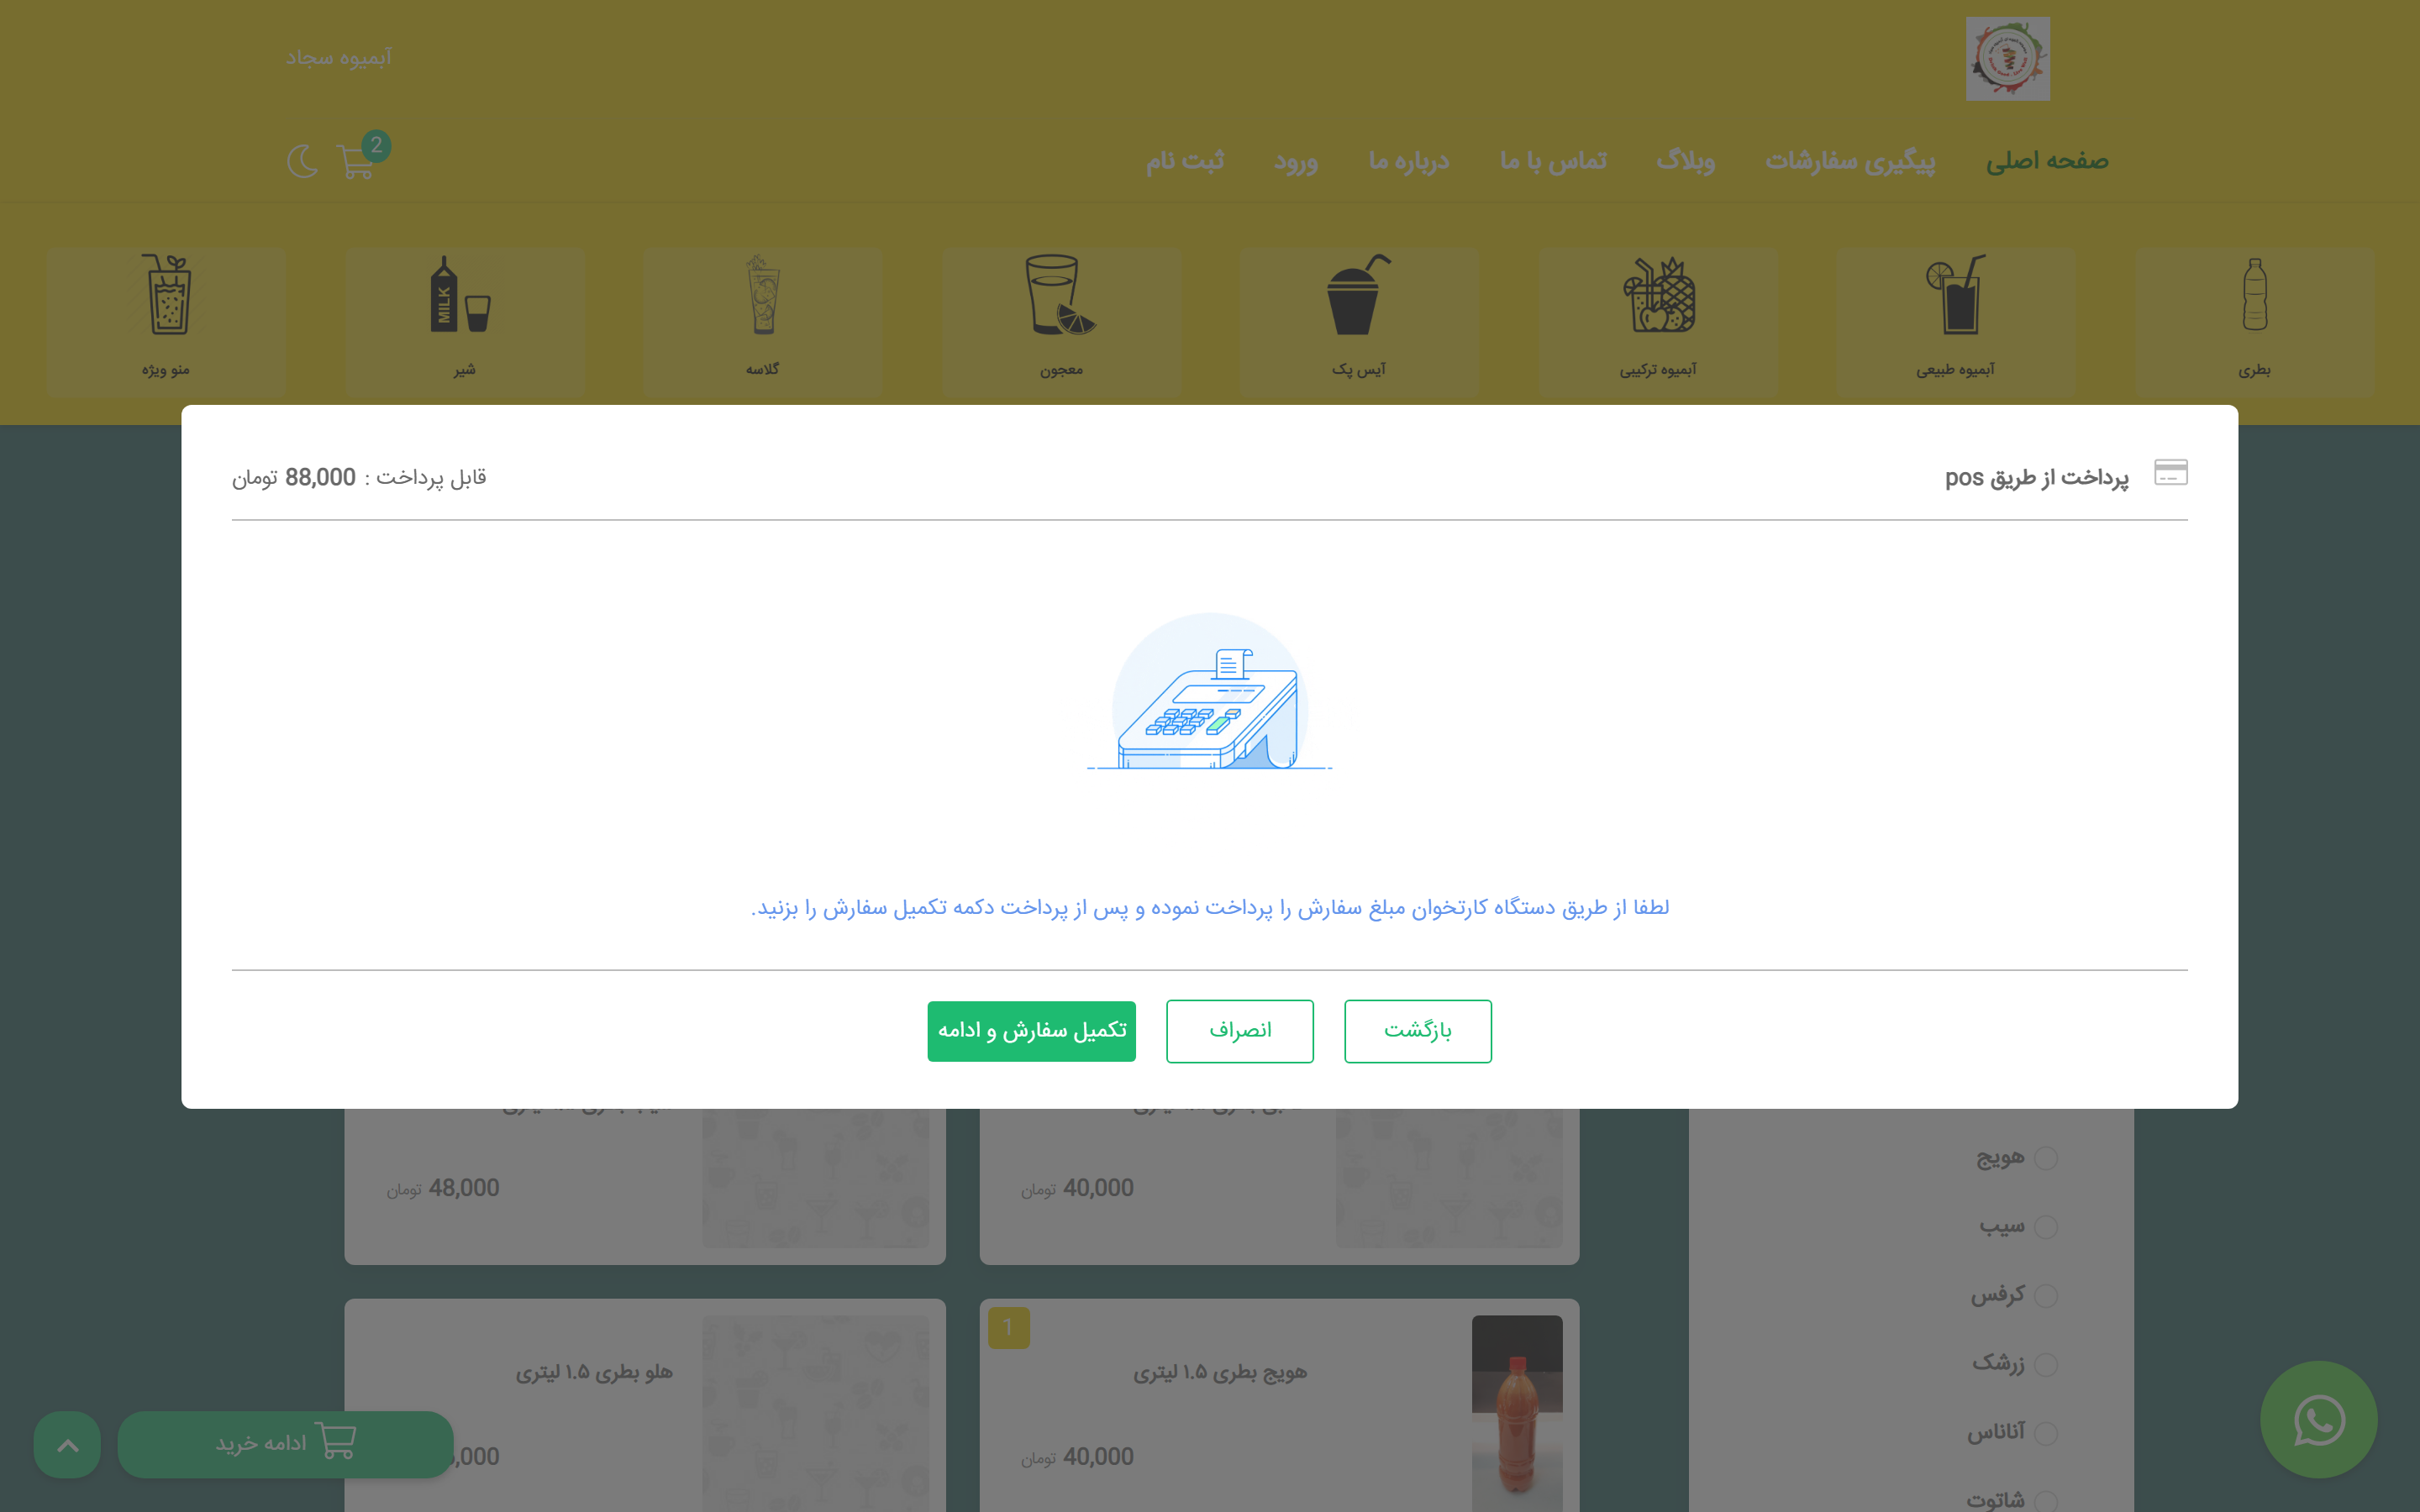 آبمیوه سجاد
صفحه اصلی
پیگیری سفارشات
وبلاگ
تماس با ما
درباره ما
ورود
ثبت نام
2
بطری
آبمیوه طبیعی
آبمیوه ترکیبی
آیس پک
معجون
گلاسه
MILK
شیر
منو ویژه
پرداخت از طریق pos
قابل پرداخت : 88,000 تومان
لطفا از طریق دستگاه کارتخوان مبلغ سفارش را پرداخت نموده و پس از پرداخت دکمه تکمیل سفارش را بزنید.
بازگشت
انصراف
تکمیل سفارش و ادامه
هویج
سیب
کرفس
زرشک
آناناس
شاتوت
40,000 تومان
48,000 تومان
1
هویج بطری ۱.۵ لیتری
40,000 تومان
هلو بطری ۱.۵ لیتری
ادامه خرید